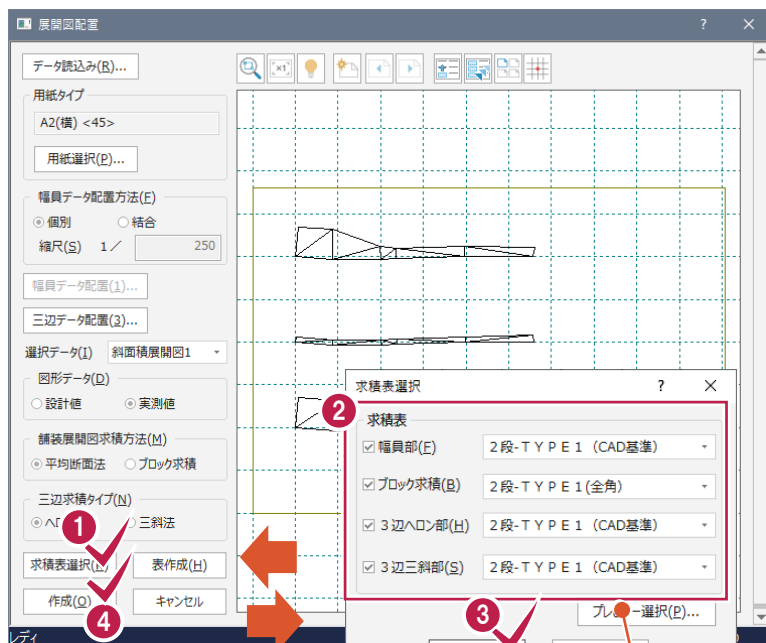 展開図配置
? ×
データ読込み(R)...
×1
用紙タイプ
A2(横) <45>
用紙選択(P)...
幅員データ配置方法(F)
個別 結合
縮尺(S) 1／ 250
幅員データ配置(1)...
三辺データ配置(3)...
選択データ(I) 斜面積展開図1
図形データ(D)
設計値 実測値
舗装展開図求積方法(M)
平均断面法 ブロック求積
三辺求積タイプ(N)
三斜法
1
求積表選択 表作成(H)
作成(O) キャンセル
4
レディ
求積表選択 ? ×
2
求積表
幅員部(F) 2段-ＴＹＰＥ１（CAD基準）
ブロック求積(B) 2段-ＴＹＰＥ１(全角)
３辺ヘロン部(H) 2段-ＴＹＰＥ１（CAD基準）
３辺三斜部(S) 2段-ＴＹＰＥ１（CAD基準）
3
選択(P)...